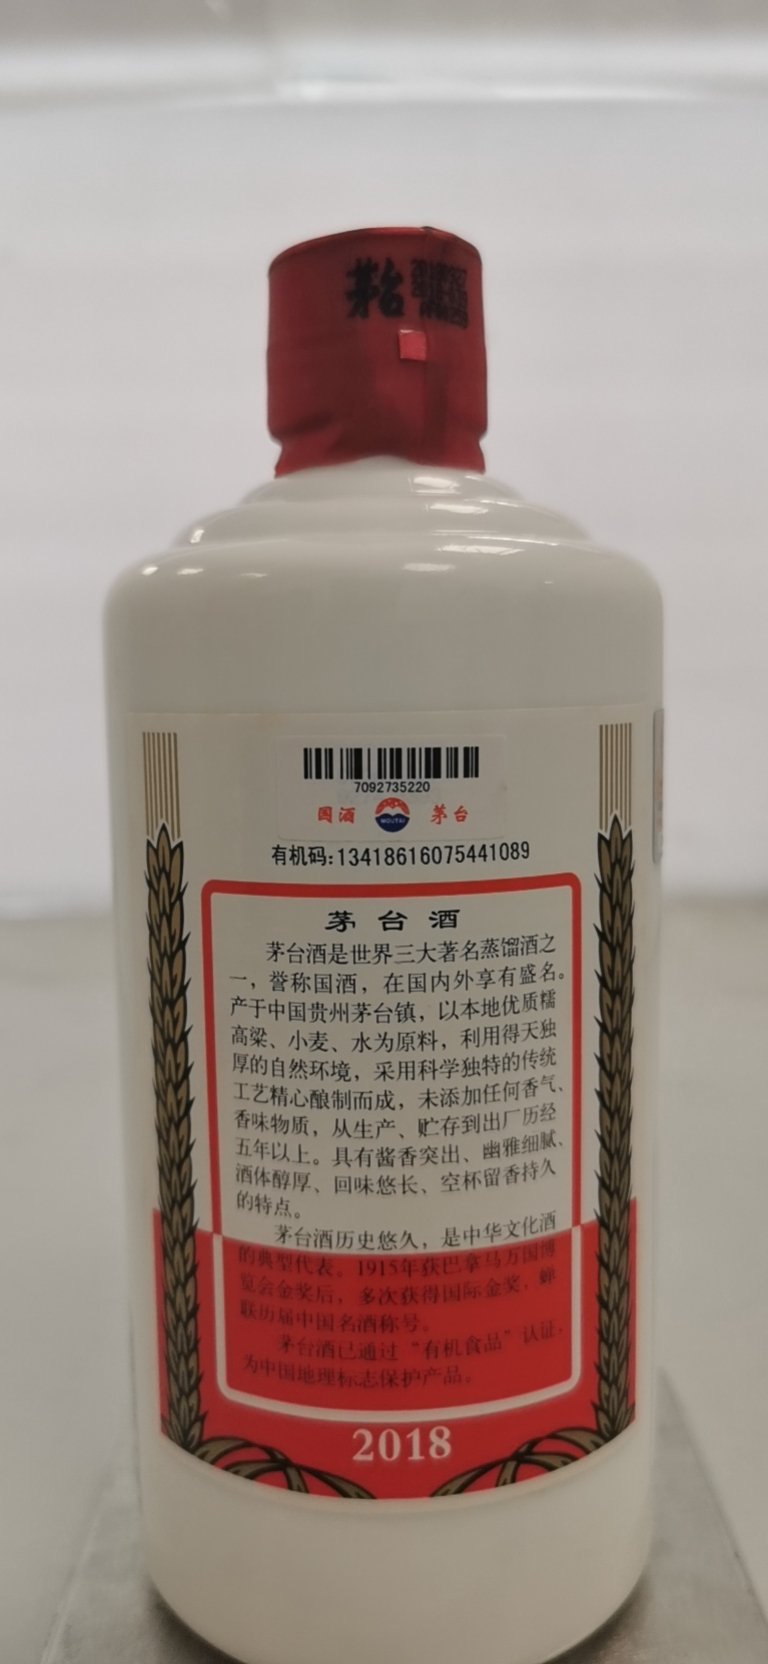 茅台
7092735220
国酒 MOUTAI 茅台
有机码:13418616075441089
茅台酒
茅台酒是世界三大著名蒸馏酒之
一，誉称国酒，在国内外享有盛名。
产于中国贵州茅台镇，以本地优质糯
高粱、小麦、水为原料，利用得天独
厚的自然环境，采用科学独特的传统
工艺精心酿制而成，未添加任何香气、
香味物质，从生产、贮存到出厂历经
五年以上。具有酱香突出、幽雅细腻、
酒体醇厚、回味悠长、空杯留香持久
的特点。
茅台酒历史悠久，是中华文化酒
的典型代表。1915年获巴拿马万国博
览会金奖后，多次获得国际金奖，蝉
联历届中国名酒称号。
茅台酒已通过“有机食品”认证，
为中国地理标志保护产品。
2018